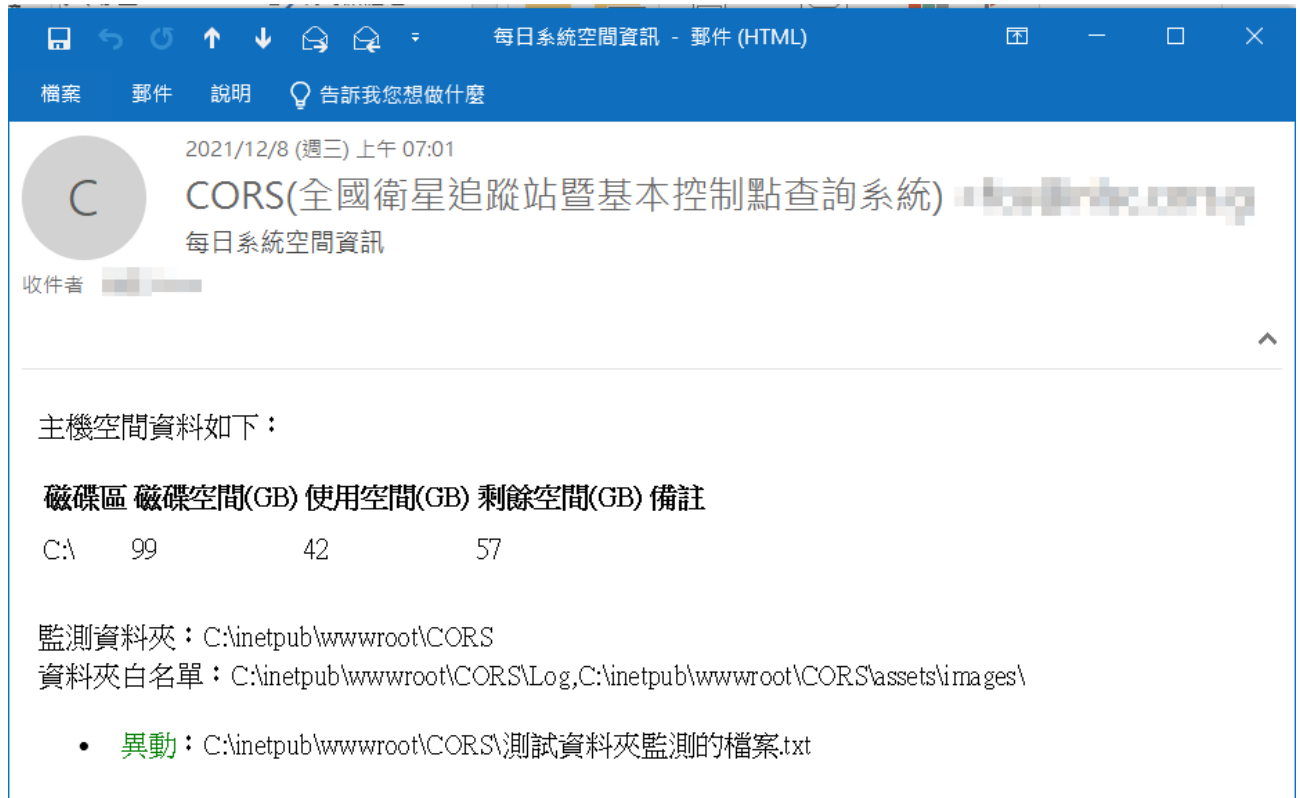 每日系統空間資訊 - 郵件 (HTML)
檔案 郵件 說明 告訴我您想做什麼
2021/12/8 (週三) 上午 07:01
C
CORS(全國衛星追蹤站暨基本控制點查詢系統)
每日系統空間資訊
收件者
主機空間資料如下：
磁碟區 磁碟空間(GB) 使用空間(GB) 剩餘空間(GB) 備註
C:\ 99 42 57
監測資料夾：C:\inetpub\wwwroot\CORS
資料夾白名單：C:\inetpub\wwwroot\CORS\Log,C:\inetpub\wwwroot\CORS\assets\images\
• 異動：C:\inetpub\wwwroot\CORS\測試資料夾監測的檔案.txt